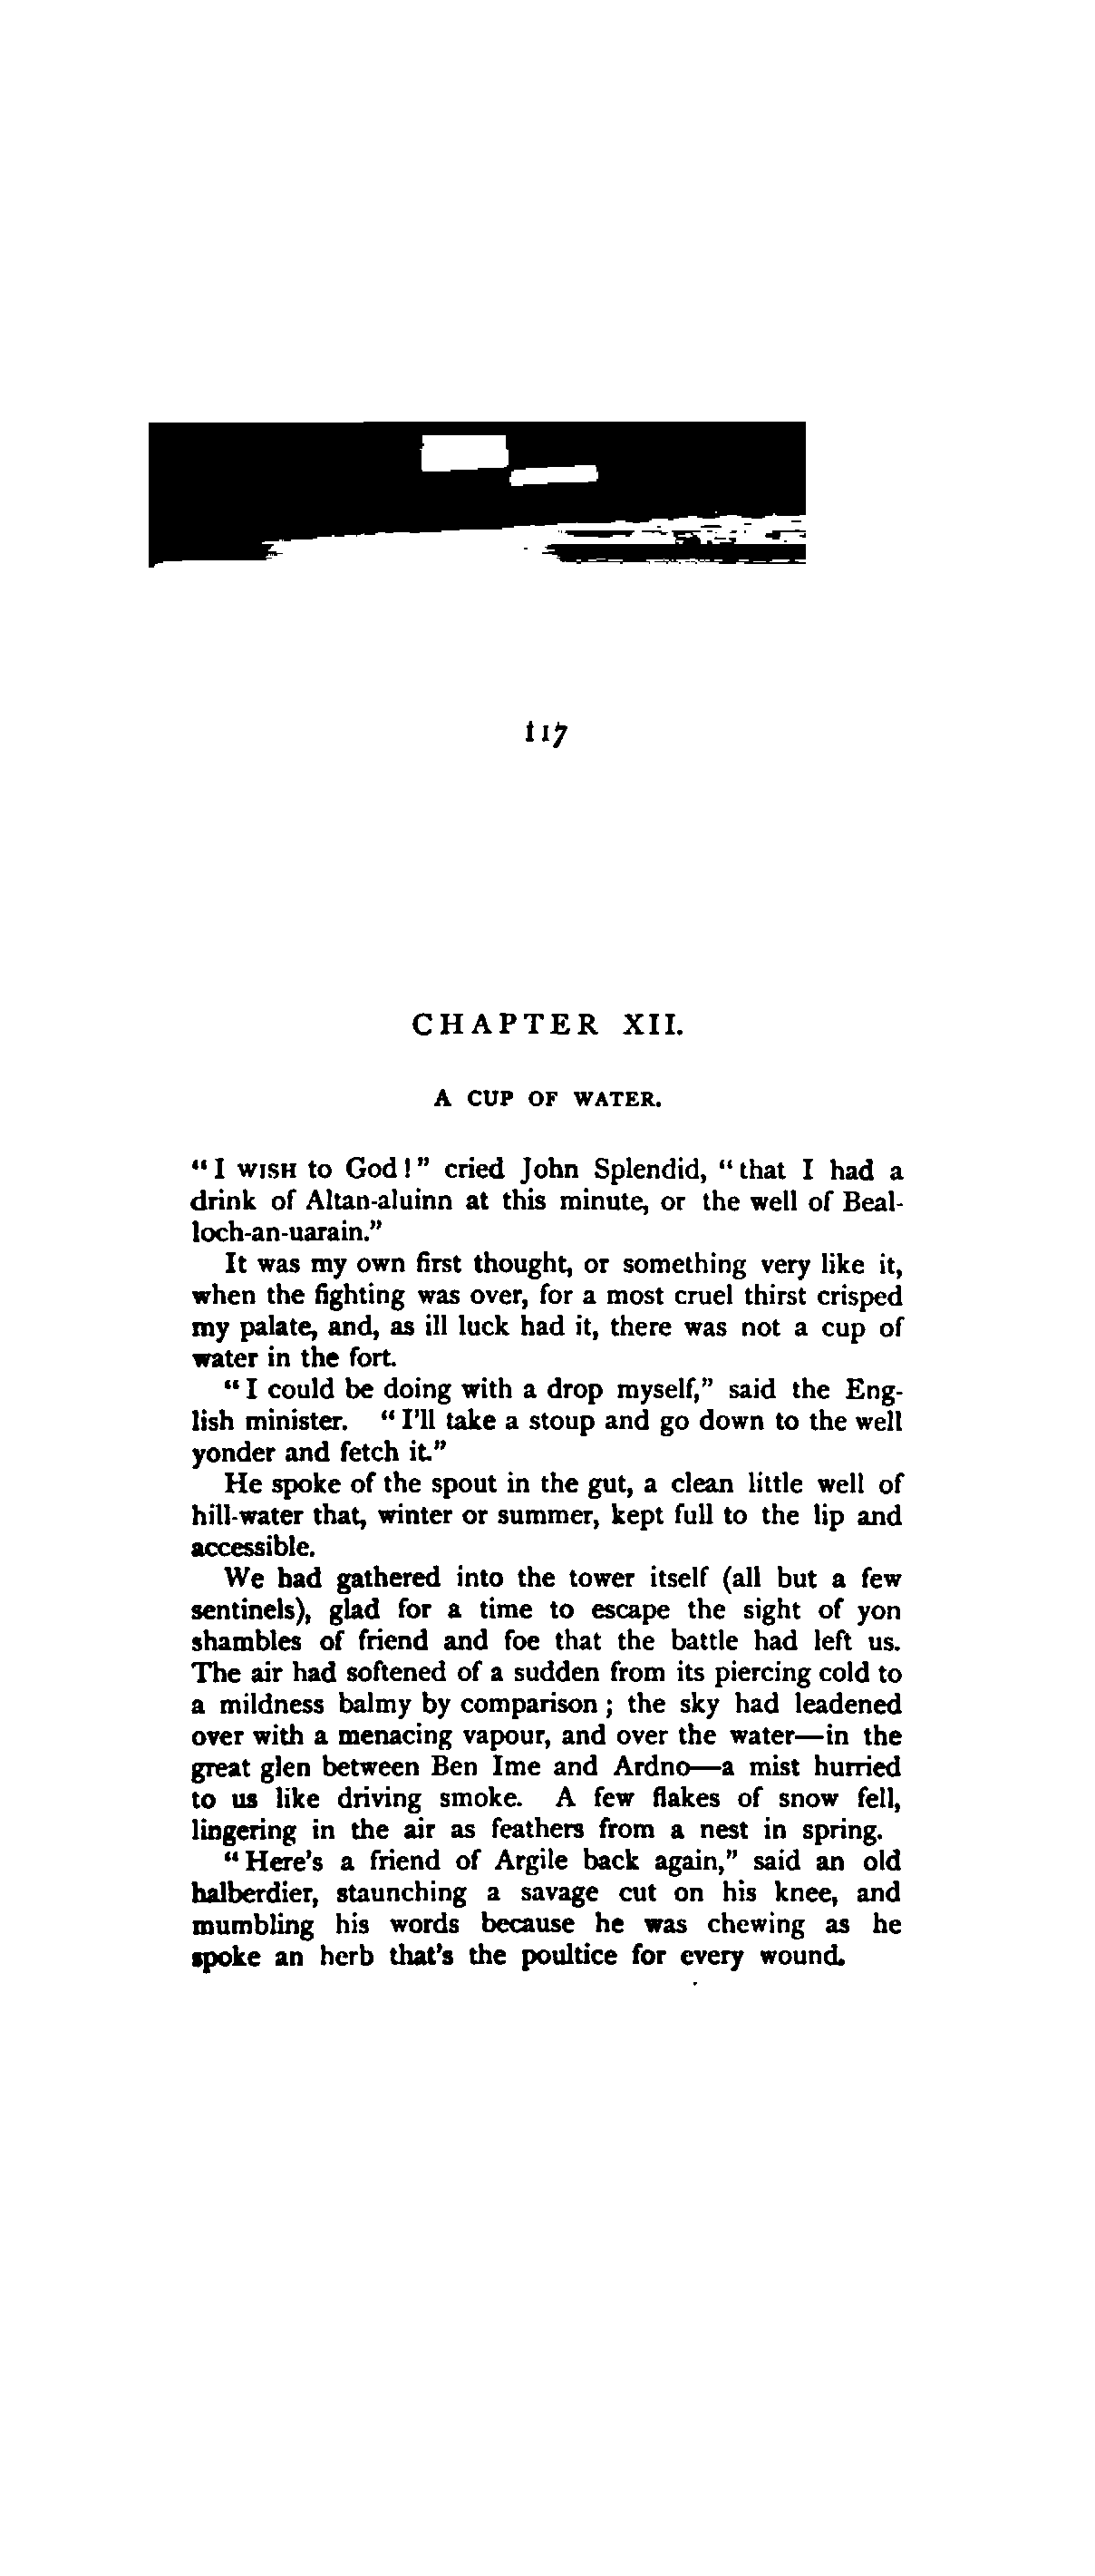 117
CHAPTER XII.
A CUP OF WATER.
“I WISH to God!” cried John Splendid, “that I had a
drink of Altan-aluinn at this minute, or the well of Beal-
loch-an-uarain.”
It was my own first thought, or something very like it,
when the fighting was over, for a most cruel thirst crisped
my palate, and, as ill luck had it, there was not a cup of
water in the fort.
“I could be doing with a drop myself,” said the Eng-
lish minister. “I’ll take a stoup and go down to the well
yonder and fetch it.”
He spoke of the spout in the gut, a clean little well of
hill-water that, winter or summer, kept full to the lip and
accessible.
We had gathered into the tower itself (all but a few
sentinels), glad for a time to escape the sight of yon
shambles of friend and foe that the battle had left us.
The air had softened of a sudden from its piercing cold to
a mildness balmy by comparison; the sky had leadened
over with a menacing vapour, and over the water—in the
great glen between Ben Ime and Ardno—a mist hurried
to us like driving smoke. A few flakes of snow fell,
lingering in the air as feathers from a nest in spring.
“Here’s a friend of Argile back again,” said an old
halberdier, staunching a savage cut on his knee, and
mumbling his words because he was chewing as he
spoke an herb that’s the poultice for every wound.